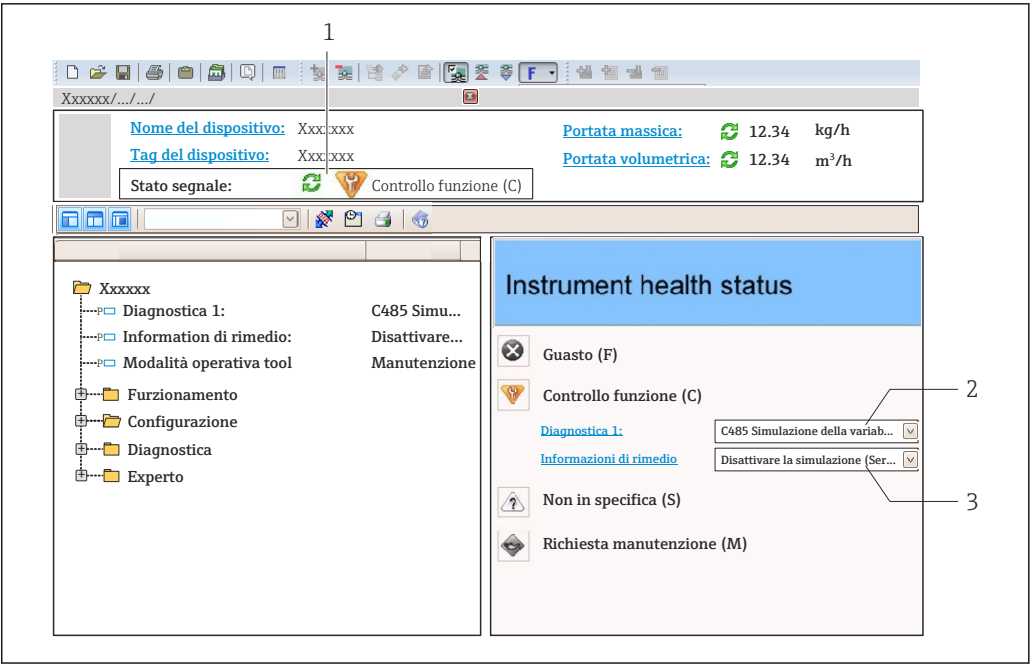 1
F
Xxxxxx/.../.../
Nome del dispositivo: Xxxxxxx Portata massica: 12.34 kg/h
Tag del dispositivo: Xxxxxxx Portata volumetrica: 12.34 m³/h
Stato segnale: Controllo funzione (C)
Xxxxxx
P Diagnostica 1: C485 Simu...
P Information di rimedio: Disattivare...
P Modalità operativa tool Manutenzione
Furzionamento
Configurazione
Diagnostica
Experto
Instrument health status
Guasto (F)
Controllo funzione (C)
2
Diagnostica 1: C485 Simulazione della variab...
Informazioni di rimedio Disattivare la simulazione (Ser...
3
Non in specifica (S)
Richiesta manutenzione (M)